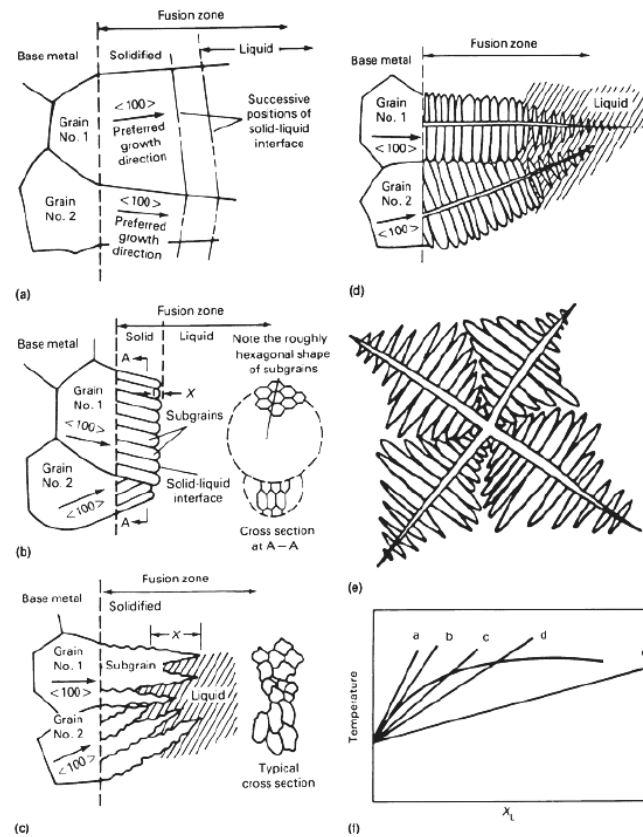 Fusion zone
Solidified
Liquid
Base metal
<100>
Grain
No. 1
Preferred
growth
direction
Successive
positions of
solid-liquid
interface
Grain
No. 2
<100>
Preferred
growth
direction
(a)
Fusion zone
Base metal
Solid
Liquid
A
Note the roughly
hexagonal shape
of subgrains
Grain
No. 1
X
<100>
Subgrains
Grain
No. 2
Solid-liquid
interface
<100>
A
Cross section
at A–A
(b)
Fusion zone
Base metal
Solidified
X
Grain
No. 1
Subgrain
<100>
Liquid
Grain
No. 2
<100>
Typical
cross section
(c)
Fusion zone
Base metal
Liquid
Grain
No. 1
<100>
Grain
No. 2
<100>
(d)
(e)
a
b
c
d
Temperature
X_L
(f)